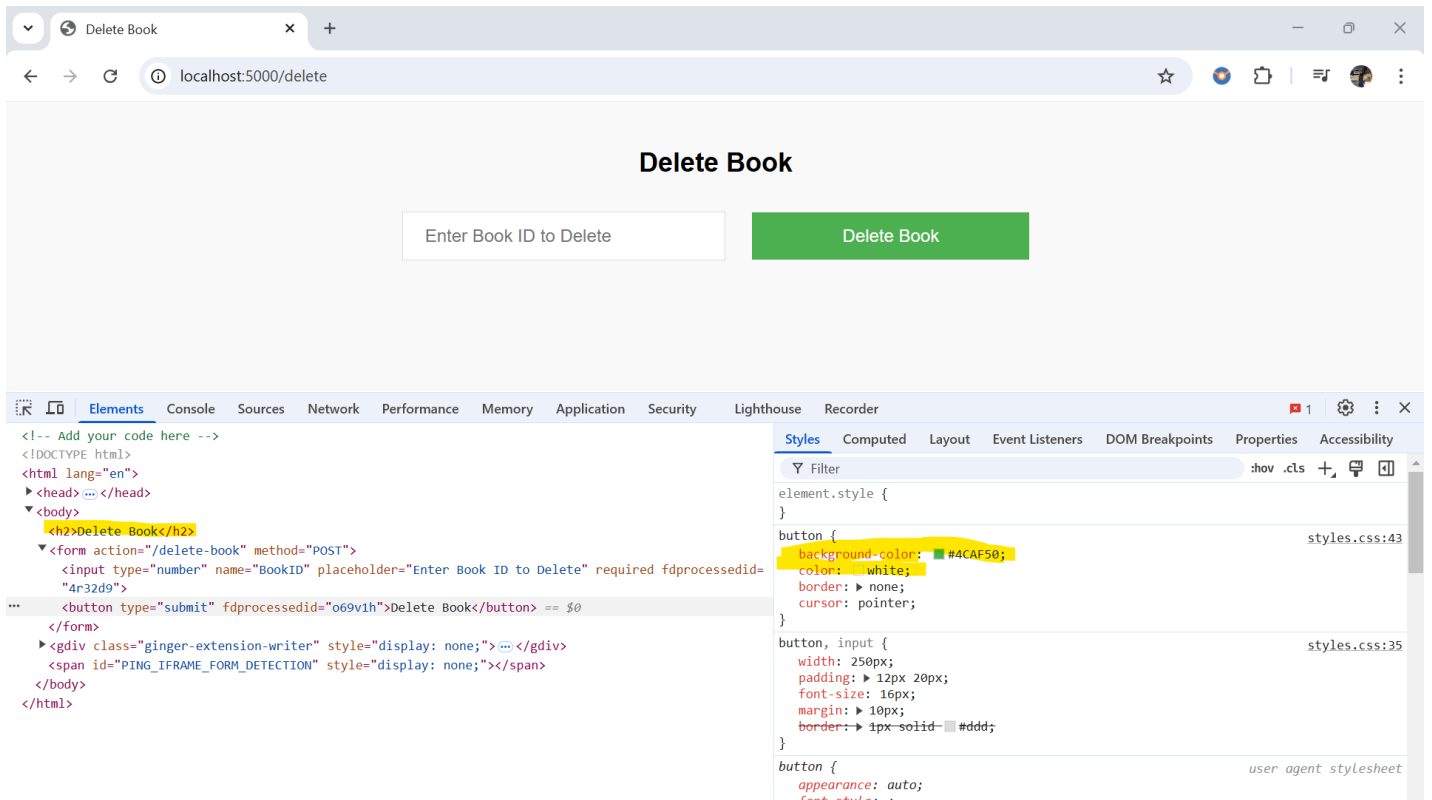 Delete Book
localhost:5000/delete
Delete Book
Enter Book ID to Delete
Delete Book
Elements Console Sources Network Performance Memory Application Security Lighthouse Recorder 1
<!-- Add your code here -->
<!DOCTYPE html>
<html lang="en">
<head> ⋯ </head>
<body>
<h2>Delete Book</h2>
<form action="/delete-book" method="POST">
<input type="number" name="BookID" placeholder="Enter Book ID to Delete" required fdprocessedid=
"4r32d9">
<button type="submit" fdprocessedid="o69v1h">Delete Book</button> == $0
</form>
<gdiv class="ginger-extension-writer" style="display: none;"> ⋯ </gdiv>
<span id="PING_IFRAME_FORM_DETECTION" style="display: none;"></span>
</body>
</html>
Styles Computed Layout Event Listeners DOM Breakpoints Properties Accessibility
Filter :hov .cls
element.style {
}
button { styles.css:43
background-color: #4CAF50;
color: white;
border: none;
cursor: pointer;
}
button, input { styles.css:35
width: 250px;
padding: 12px 20px;
font-size: 16px;
margin: 10px;
border: 1px solid #ddd;
}
button { user agent stylesheet
appearance: auto;